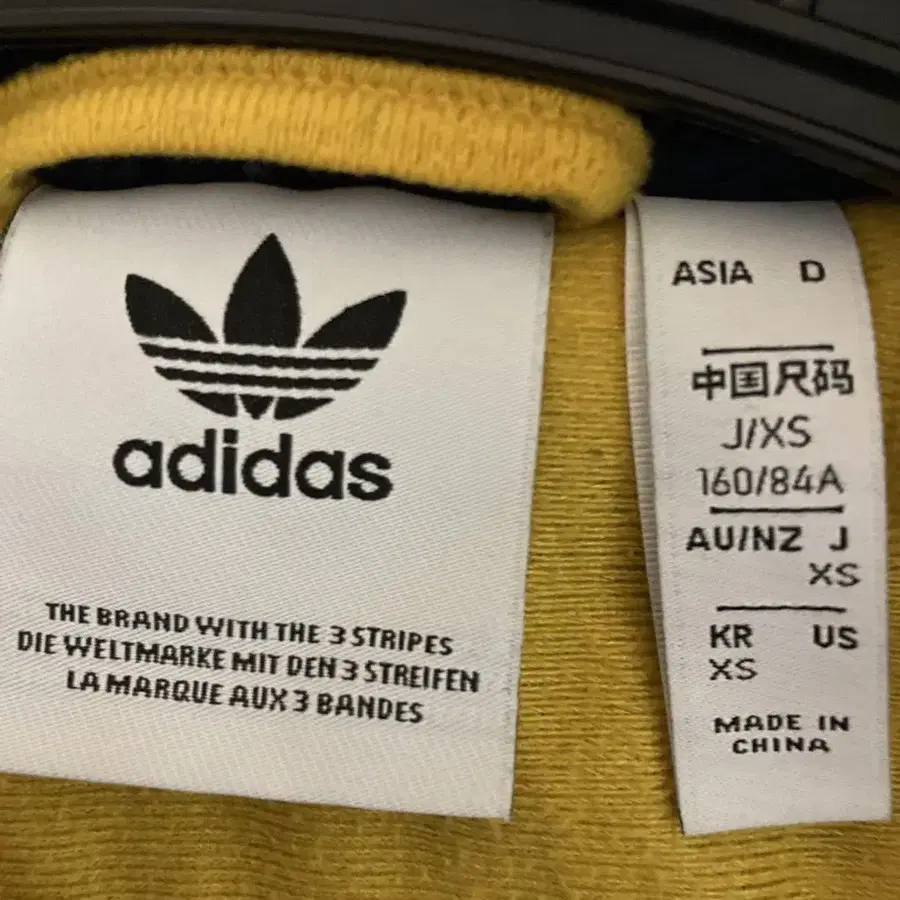 adidas
THE BRAND WITH THE 3 STRIPES
DIE WELTMARKE MIT DEN 3 STREIFEN
LA MARQUE AUX 3 BANDES
ASIA D
中国尺码
J/XS
160/84A
AU/NZ J
XS
KR US
XS
MADE IN
CHINA